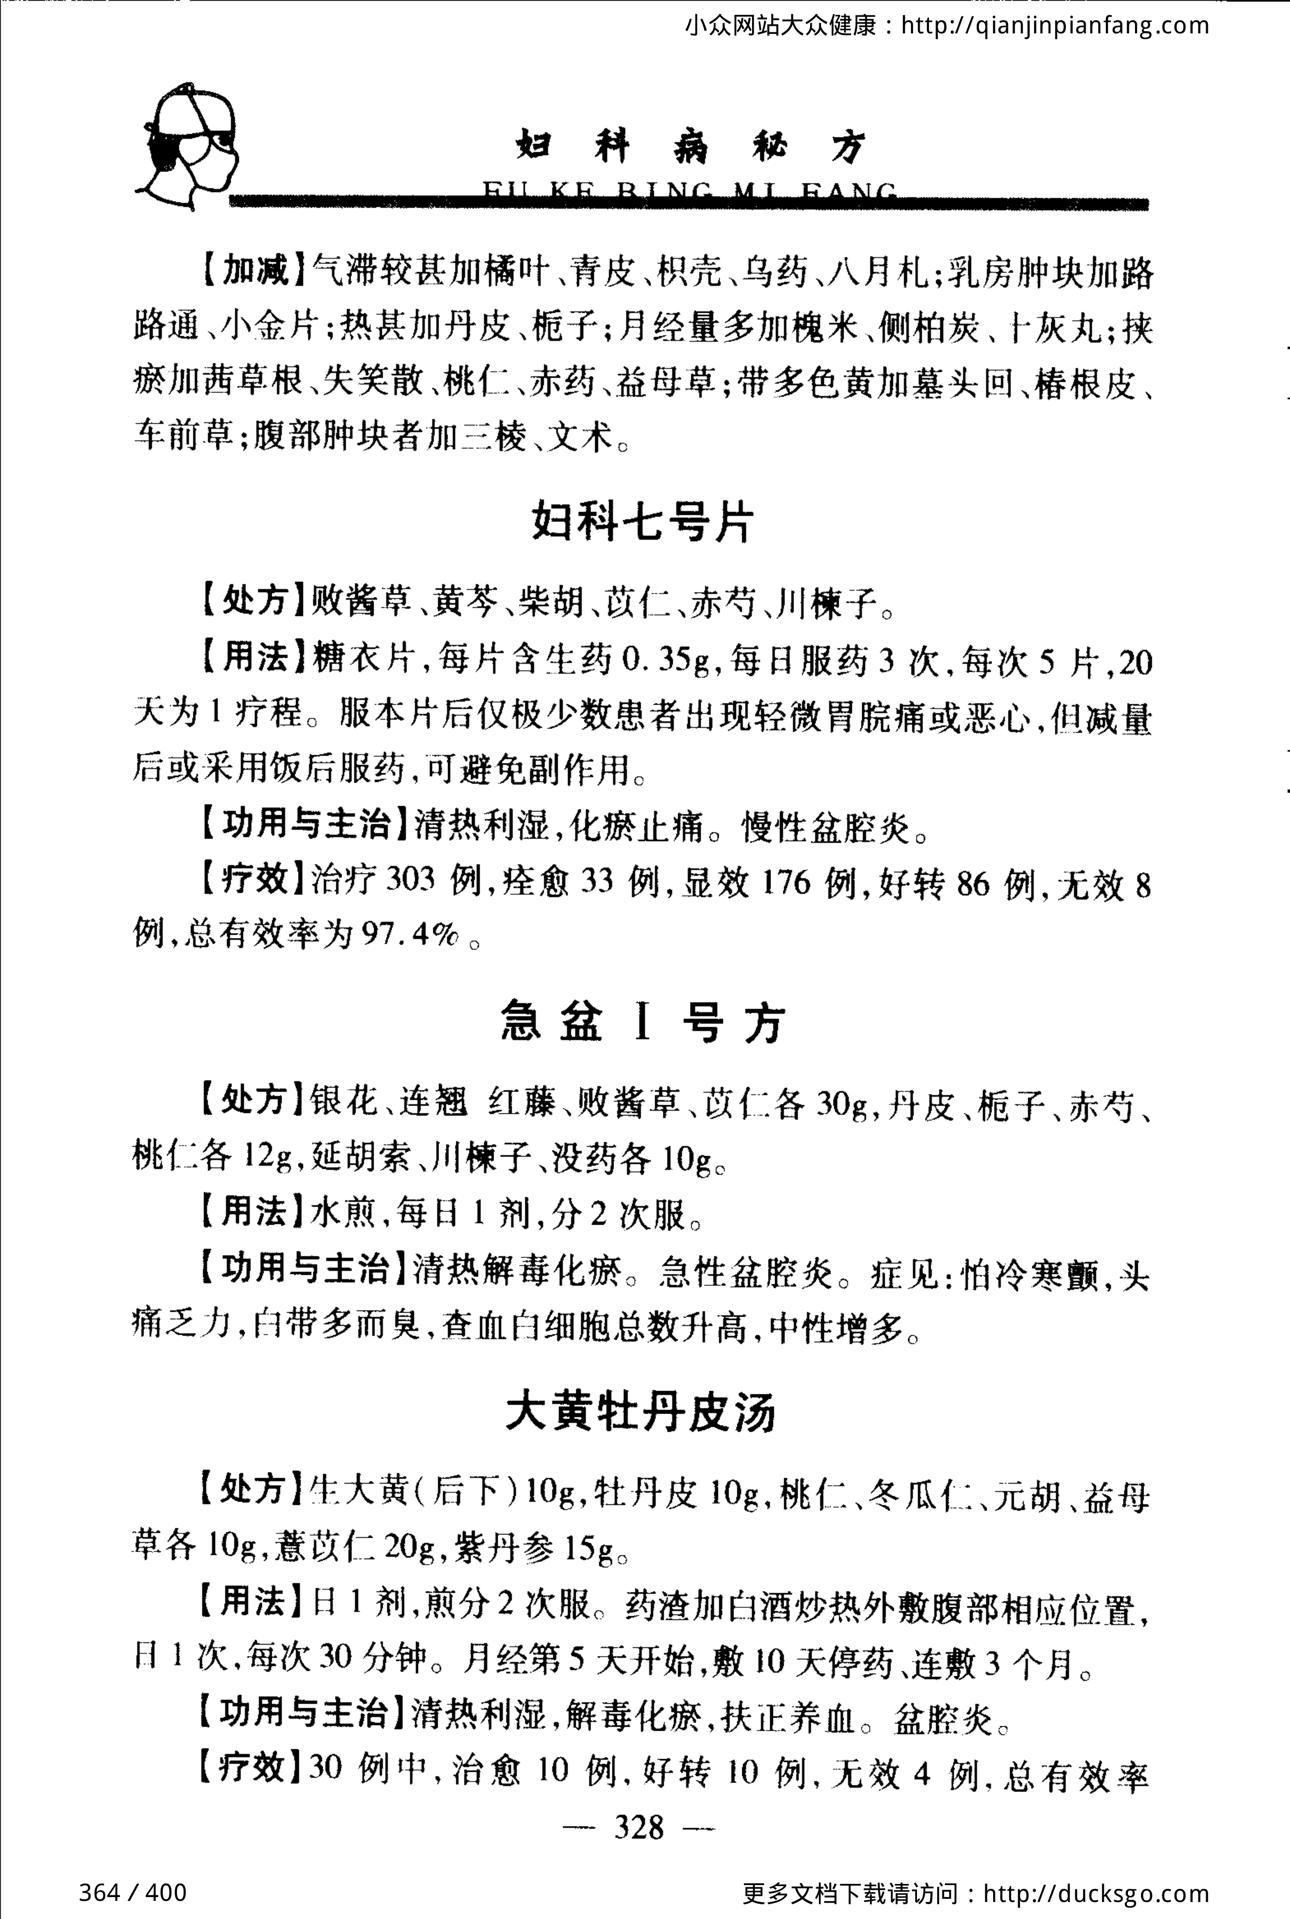 小众网站大众健康：http://qianjinpianfang.com
妇科病秘方
FU KE BING MI FANG
【加减】气滞较甚加橘叶、青皮、枳壳、乌药、八月札；乳房肿块加路
路通、小金片；热甚加丹皮、栀子；月经量多加槐米、侧柏炭、十灰丸；挟
瘀加茜草根、失笑散、桃仁、赤药、益母草；带多色黄加墓头回、椿根皮、
车前草；腹部肿块者加三棱、文术。
妇科七号片
【处方】败酱草、黄芩、柴胡、苡仁、赤芍、川楝子。
【用法】糖衣片，每片含生药0.35g，每日服药3次，每次5片，20
天为1疗程。服本片后仅极少数患者出现轻微胃脘痛或恶心，但减量
后或采用饭后服药，可避免副作用。
【功用与主治】清热利湿，化瘀止痛。慢性盆腔炎。
【疗效】治疗303例，痊愈33例，显效176例，好转86例，无效8
例，总有效率为97.4%。
急盆Ⅰ号方
【处方】银花、连翘 红藤、败酱草、苡仁各30g，丹皮、栀子、赤芍、
桃仁各12g，延胡索、川楝子、没药各10g。
【用法】水煎，每日1剂，分2次服。
【功用与主治】清热解毒化瘀。急性盆腔炎。症见：怕冷寒颤，头
痛乏力，白带多而臭，查血白细胞总数升高，中性增多。
大黄牡丹皮汤
【处方】生大黄(后下)10g，牡丹皮10g，桃仁、冬瓜仁、元胡、益母
草各10g，薏苡仁20g，紫丹参15g。
【用法】日1剂，煎分2次服。药渣加白酒炒热外敷腹部相应位置，
日1次，每次30分钟。月经第5天开始，敷10天停药、连敷3个月。
【功用与主治】清热利湿，解毒化瘀，扶正养血。盆腔炎。
【疗效】30例中，治愈10例，好转10例，无效4例，总有效率
— 328 —
364 / 400
更多文档下载请访问：http://ducksgo.com